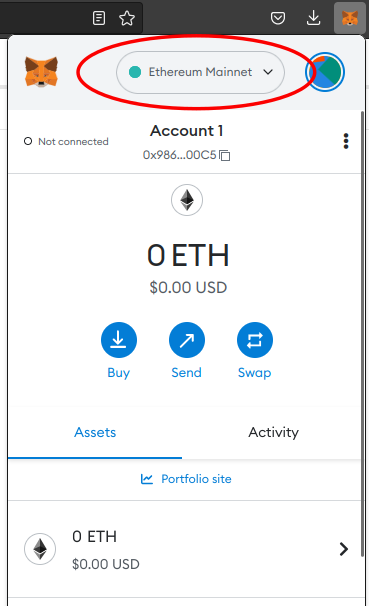 Ethereum Mainnet
Not connected
Account 1
0x986...00C5
0 ETH
$0.00 USD
Buy
Send
Swap
Assets
Activity
Portfolio site
0 ETH
$0.00 USD